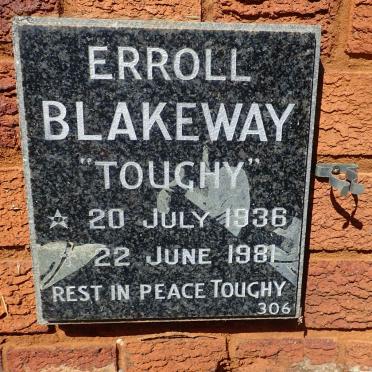 ERROLL
BLAKEWAY
"TOUGHY"
☆ 20 JULY 1936
22 JUNE 1981
REST IN PEACE TOUGHY
306